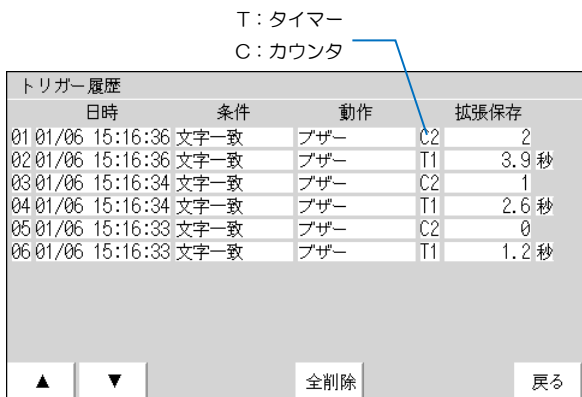 T：タイマー
C：カウンタ
トリガー履歴
日時 条件 動作 拡張保存
01 01/06 15:16:36 文字一致 ブザー C2 2
02 01/06 15:16:36 文字一致 ブザー T1 3.9 秒
03 01/06 15:16:34 文字一致 ブザー C2 1
04 01/06 15:16:34 文字一致 ブザー T1 2.6 秒
05 01/06 15:16:33 文字一致 ブザー C2 0
06 01/06 15:16:33 文字一致 ブザー T1 1.2 秒
▲ ▼ 全削除 戻る